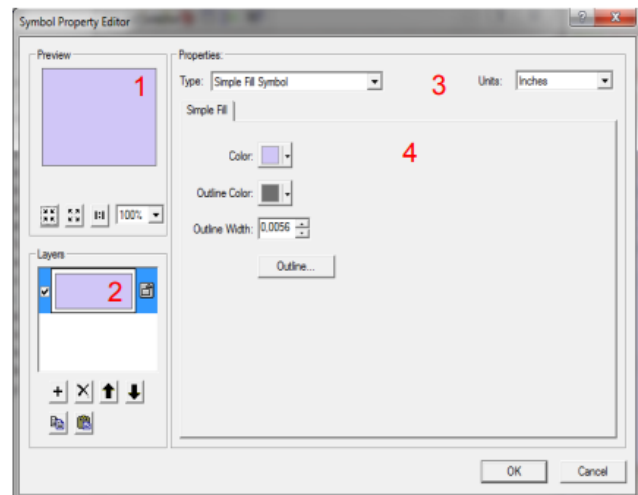 Symbol Property Editor
Preview
1
100%
Layers
2
Properties:
Type: Simple Fill Symbol
3
Units: Inches
Simple Fill
4
Color:
Outline Color:
Outline Width: 0,0056
Outline...
OK
Cancel